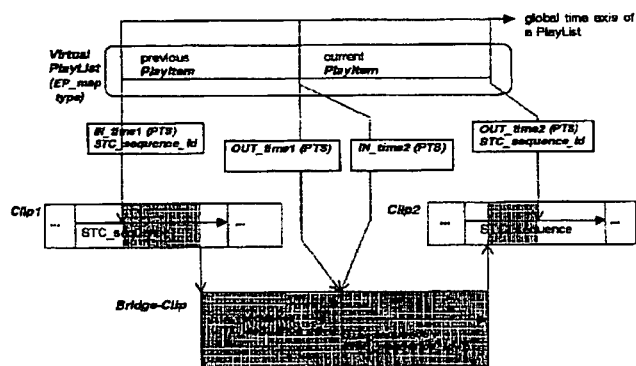 global time axis of
a PlayList
Virtual
PlayList
(EP_map
type)
previous
PlayItem
current
PlayItem
IN_time1 (PTS)
STC_sequence_id
OUT_time1 (PTS)
IN_time2 (PTS)
OUT_time2 (PTS)
STC_sequence_id
Clip1
...
...
STC_sequence
Clip2
...
...
STC_sequence
Bridge-Clip